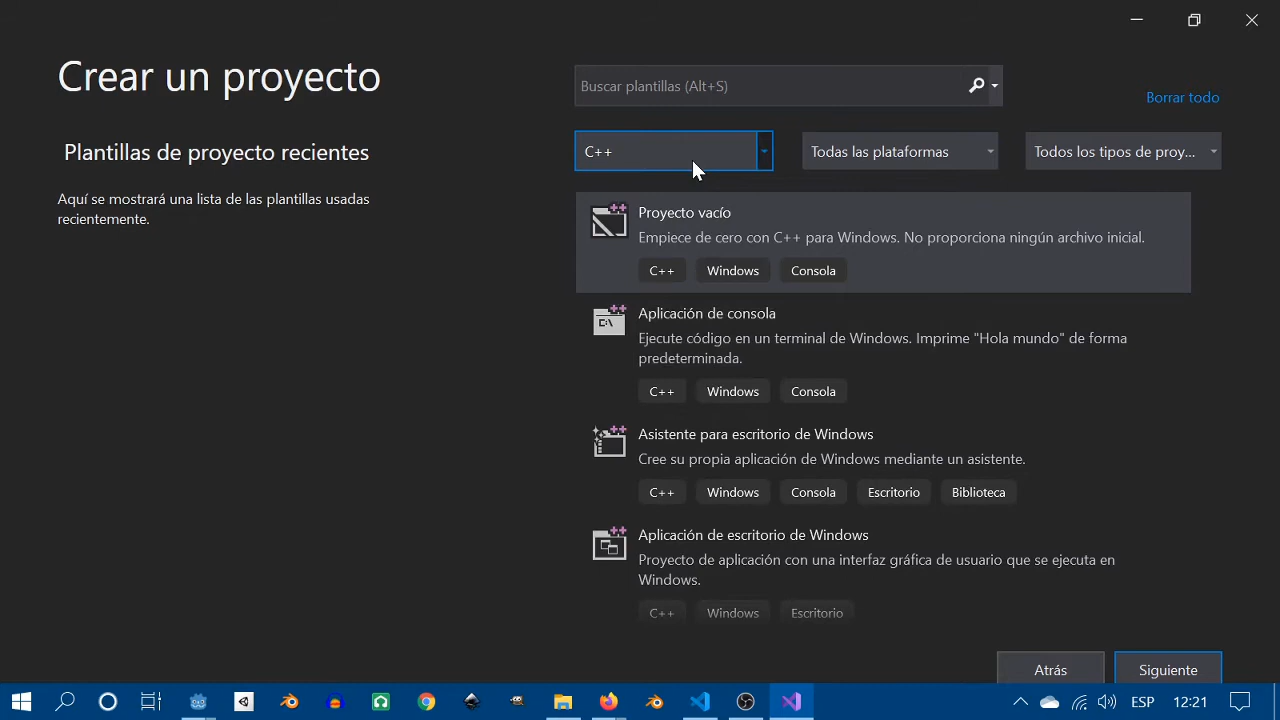 Crear un proyecto
Buscar plantillas (Alt+S)
Borrar todo
Plantillas de proyecto recientes
C++
Todas las plataformas
Todos los tipos de proy...
Aquí se mostrará una lista de las plantillas usadas
recientemente.
Proyecto vacío
Empiece de cero con C++ para Windows. No proporciona ningún archivo inicial.
C++ Windows Consola
Aplicación de consola
Ejecute código en un terminal de Windows. Imprime "Hola mundo" de forma
predeterminada.
C++ Windows Consola
Asistente para escritorio de Windows
Cree su propia aplicación de Windows mediante un asistente.
C++ Windows Consola Escritorio Biblioteca
Aplicación de escritorio de Windows
Proyecto de aplicación con una interfaz gráfica de usuario que se ejecuta en
Windows.
C++ Windows Escritorio
Atrás
Siguiente
ESP
12:21